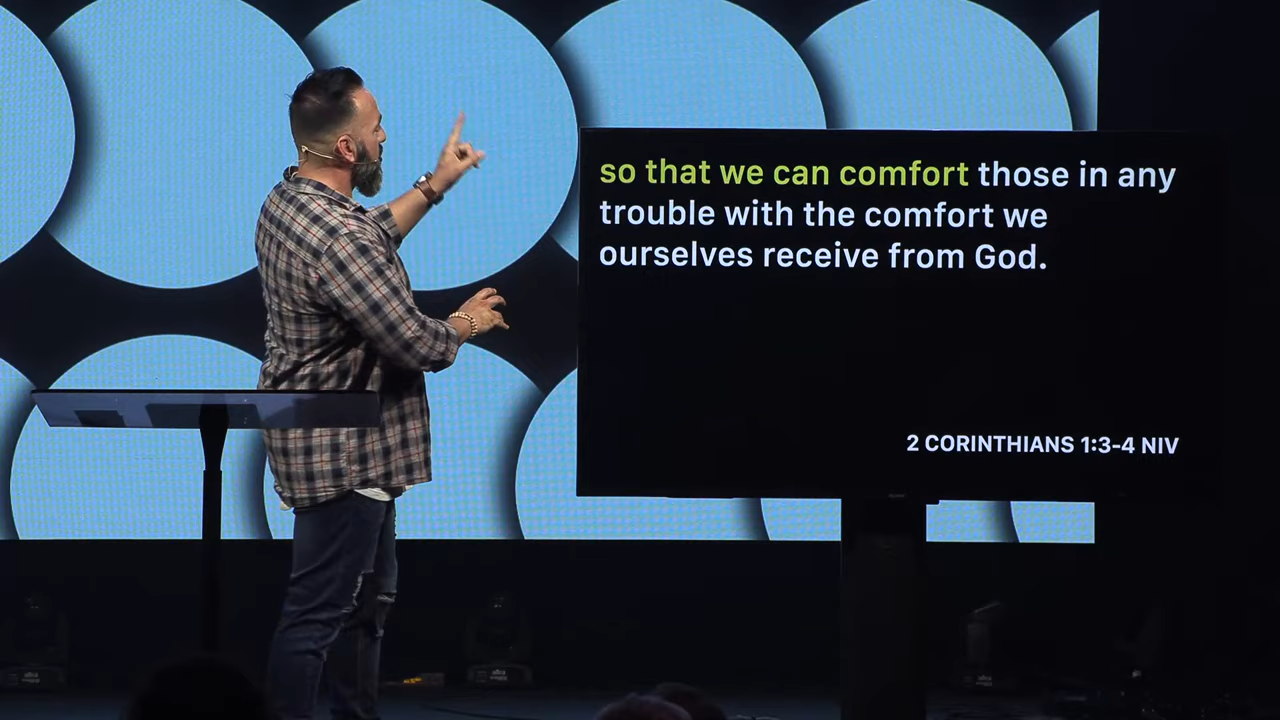 so that we can comfort those in any
trouble with the comfort we
ourselves receive from God.
2 CORINTHIANS 1:3-4 NIV